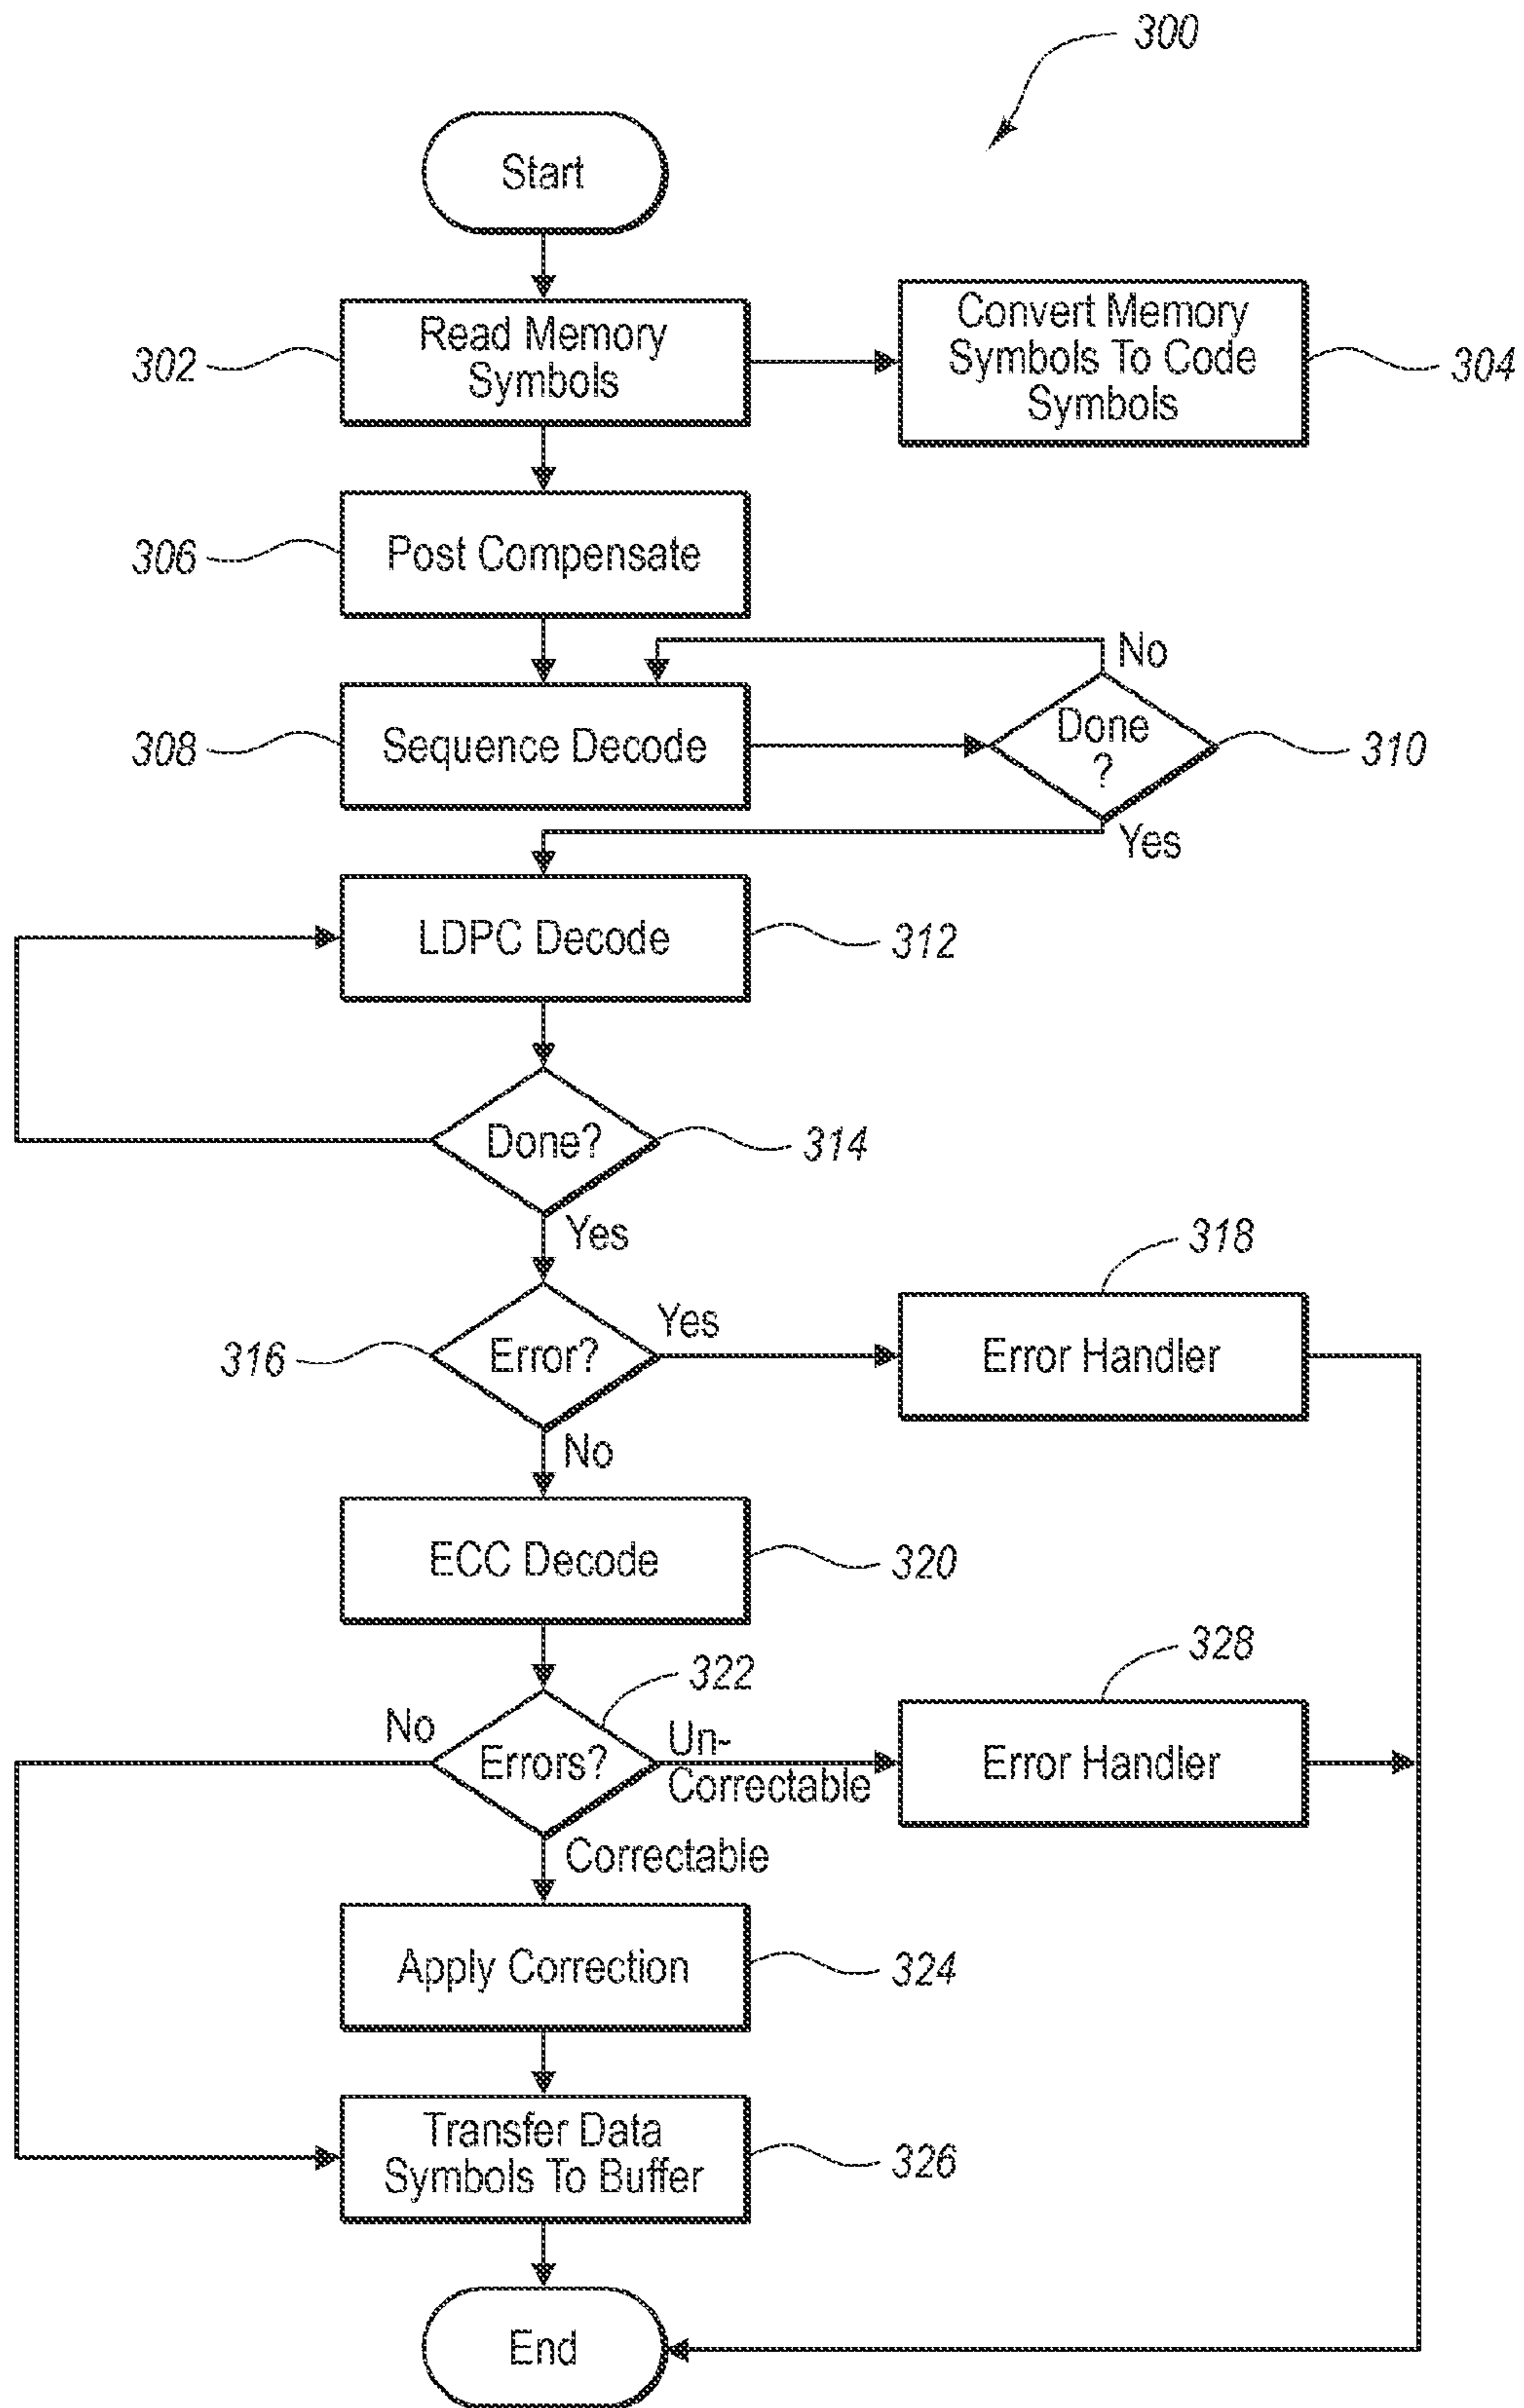 300
Start
302
Read Memory
Symbols
Convert Memory
Symbols To Code
Symbols
304
306
Post Compensate
No
308
Sequence Decode
Done
?
310
Yes
LDPC Decode
312
Done?
314
Yes
318
316
Error?
Yes
Error Handler
No
ECC Decode
320
322
328
No
Errors?
Un-
Correctable
Error Handler
Correctable
Apply Correction
324
Transfer Data
Symbols To Buffer
326
End